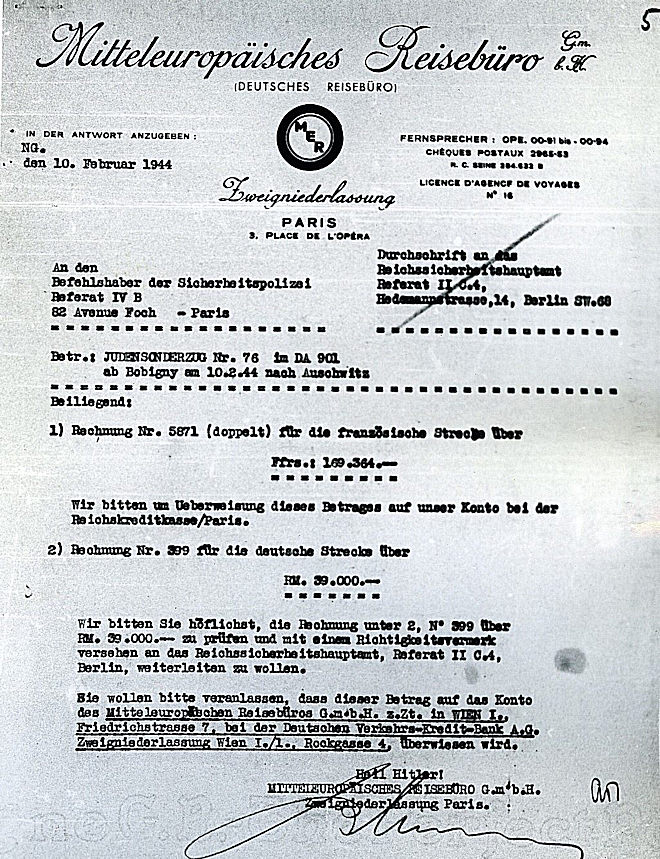 5
Mitteleuropäisches Reisebüro G.m.b.H.
(DEUTSCHES REISEBÜRO)
MER
* IN DER ANTWORT ANZUGEBEN:
NG.
den 10. Februar 1944
FERNSPRECHER: OPE. 00-91 bis - 00-94
CHÈQUES POSTAUX 2965-53
R. C. SEINE 264.632 B
LICENCE D'AGENCE DE VOYAGES
N° 16
Zweigniederlassung
PARIS
3. PLACE DE L'OPÉRA
An den
Befehlshaber der Sicherheitspolizei
Referat IV B
82 Avenue Foch - Paris
Durchschrift an das
Reichssicherheitshauptamt
Referat II C.4,
Hedemannstrasse,14, Berlin SW.68
Betr.: JUDENSONDERZUG Nr. 76 im DA 901
ab Bobigny am 10.2.44 nach Auschwitz
Beiliegend:
1) Rechnung Nr. 5871 (doppelt) für die französische Strecke über
Ffrs.: 169.364.--
Wir bitten um Ueberweisung dieses Betrages auf unser Konto bei der
Reichskreditkasse/Paris.
2) Rechnung Nr. 399 für die deutsche Strecke über
RM. 39.000.--
Wir bitten Sie höflichst, die Rechnung unter 2, N° 399 über
RM. 39.000.-- zu prüfen und mit einem Richtigkeitsvermerk
versehen an das Reichssicherheitshauptamt, Referat II C.4,
Berlin, weiterleiten zu wollen.
Sie wollen bitte veranlassen, dass dieser Betrag auf das Konto
des Mitteleuropäischen Reisebüros G.m.b.H. z.Zt. in WIEN I.,
Friedrichstrasse 7, bei der Deutschen Verkehrs-Kredit-Bank A.G.
Zweigniederlassung Wien I./1., Rockgasse 4, überwiesen wird.
Heil Hitler!
MITTELEUROPÄISCHES REISEBÜRO G.m.b.H.
Zweigniederlassung Paris.